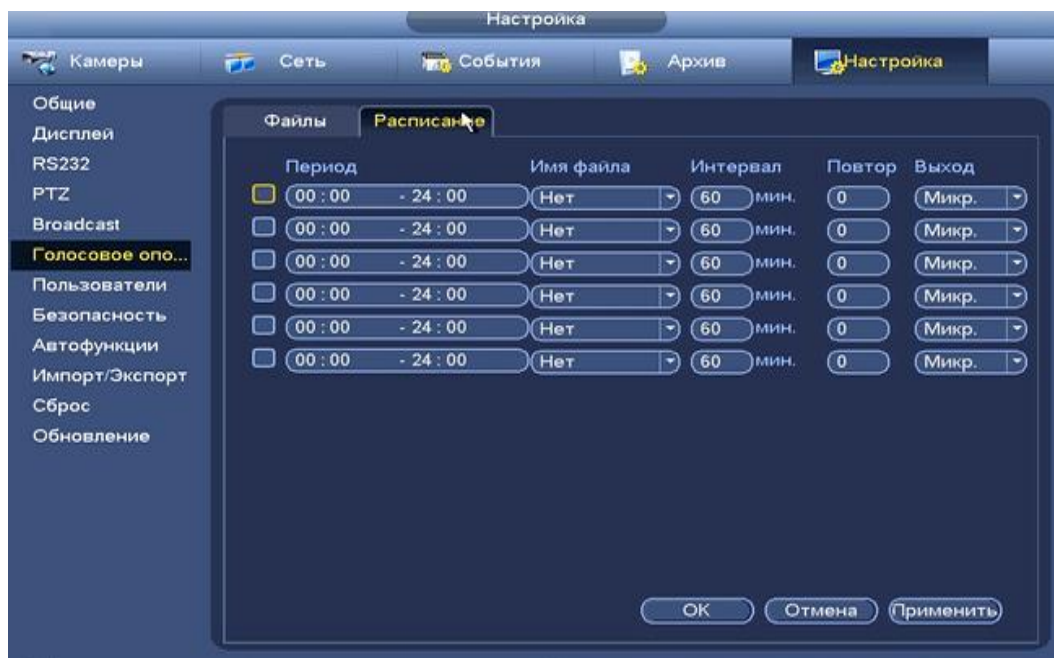 Настройка
Камеры Сеть События Архив Настройка
Общие
Дисплей
RS232
PTZ
Broadcast
Голосовое опо...
Пользователи
Безопасность
Автофункции
Импорт/Экспорт
Сброс
Обновление
Файлы Расписание
Период Имя файла Интервал Повтор Выход
00 : 00 - 24 : 00 Нет 60 мин. 0 Микр.
00 : 00 - 24 : 00 Нет 60 мин. 0 Микр.
00 : 00 - 24 : 00 Нет 60 мин. 0 Микр.
00 : 00 - 24 : 00 Нет 60 мин. 0 Микр.
00 : 00 - 24 : 00 Нет 60 мин. 0 Микр.
00 : 00 - 24 : 00 Нет 60 мин. 0 Микр.
OK Отмена Применить